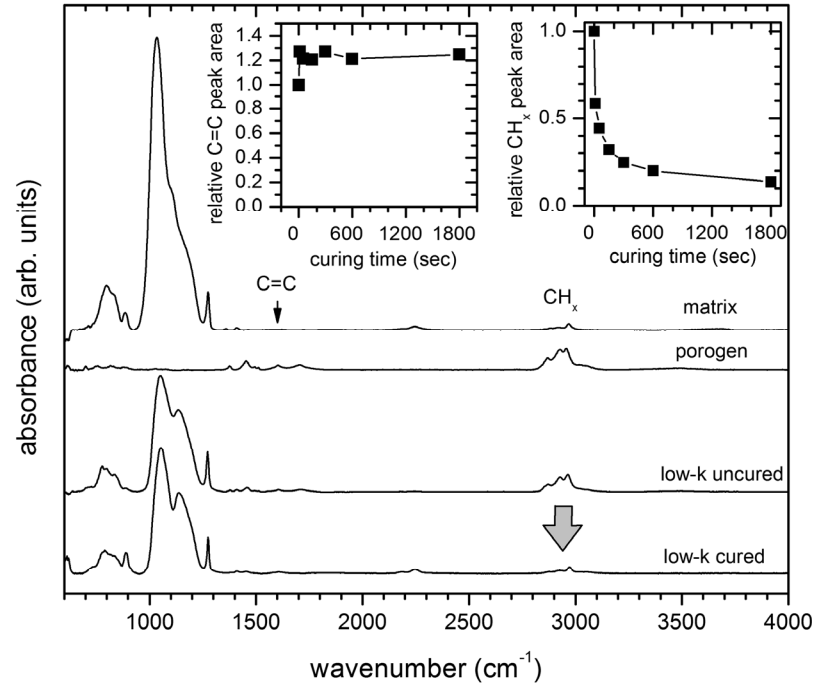 absorbance (arb. units)
relative C=C peak area
1.4
1.2
1.0
0.8
0.6
0.4
0.2
0.0
0 600 1200 1800
curing time (sec)
relative CHx peak area
1.0
0.5
0.0
0 600 1200 1800
curing time (sec)
C=C
CHx
matrix
porogen
low-k uncured
low-k cured
1000 1500 2000 2500 3000 3500 4000
wavenumber (cm-1)